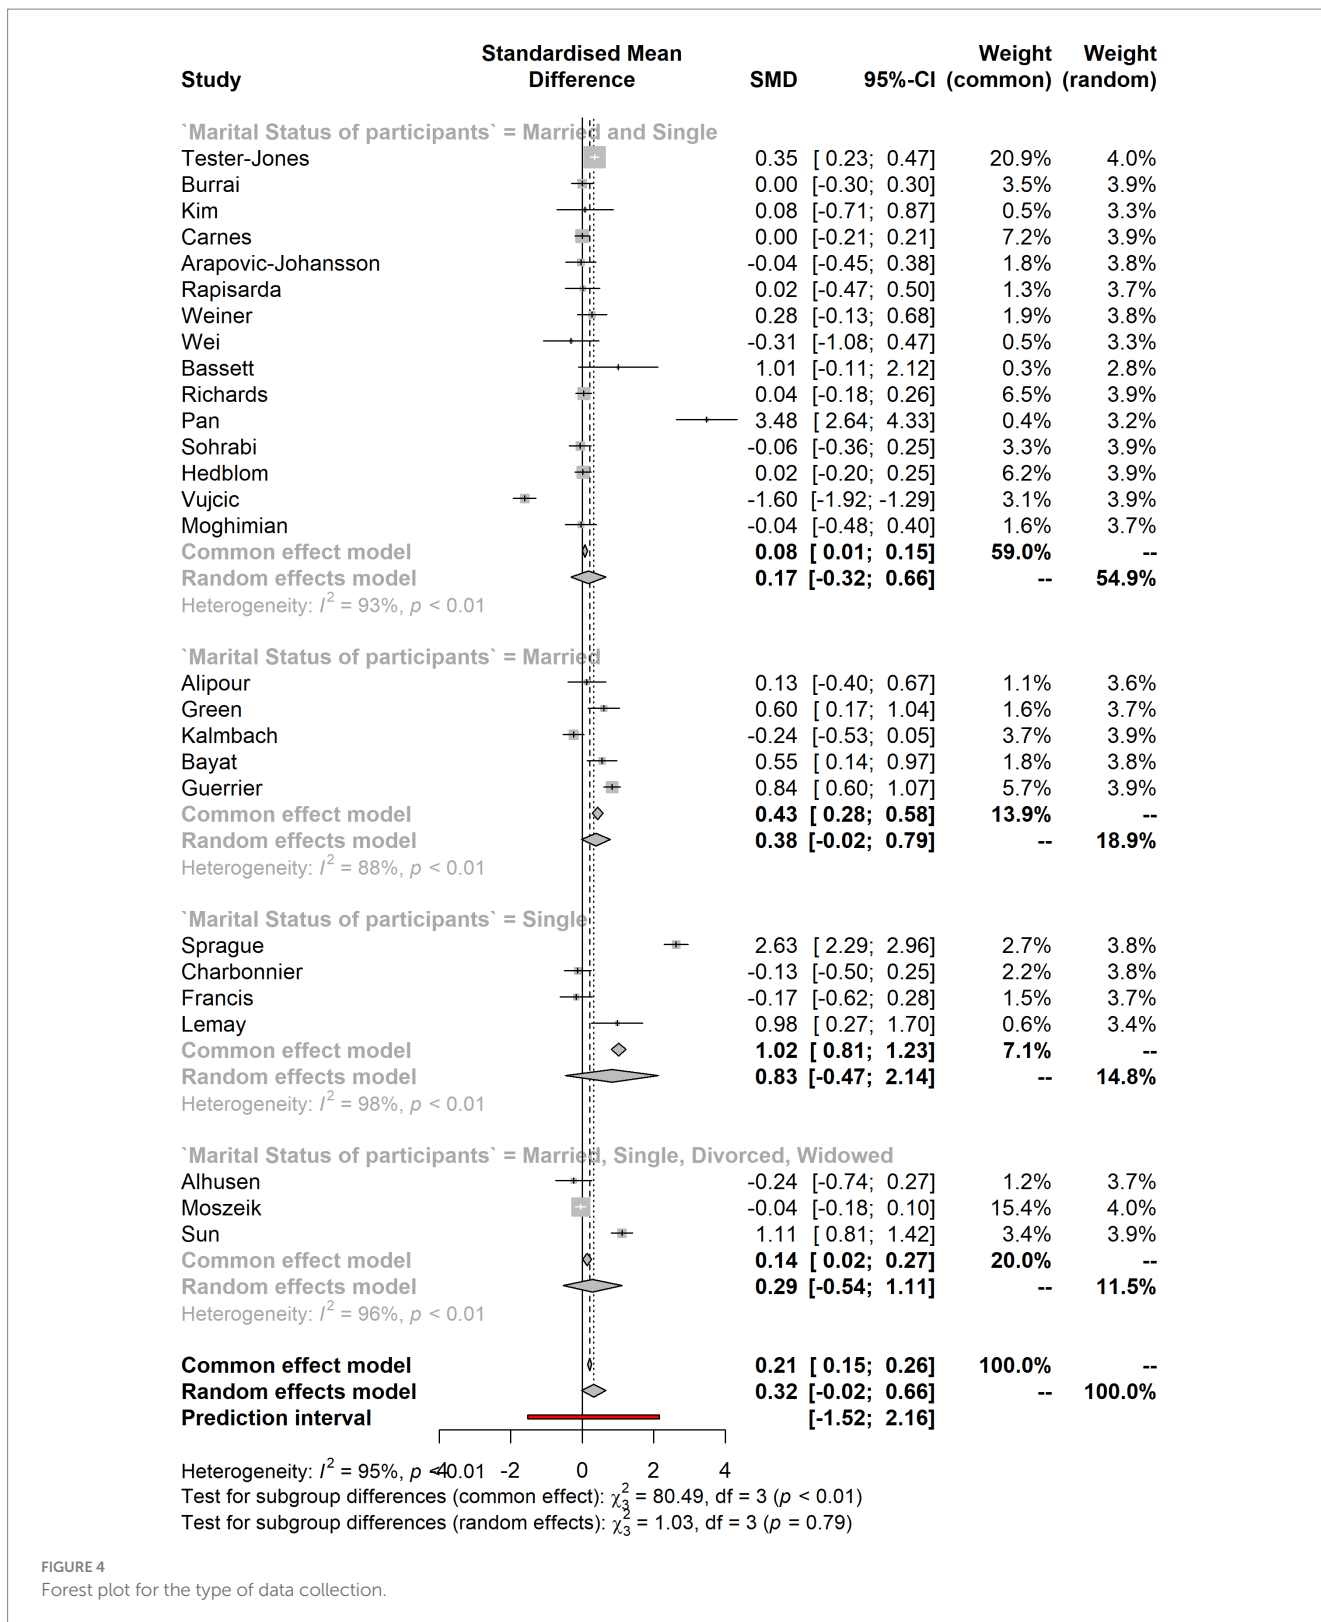 Standardised Mean Weight Weight
Study Difference SMD 95%-CI (common) (random)
`Marital Status of participants` = Married and Single
Tester-Jones 0.35 [ 0.23; 0.47] 20.9% 4.0%
Burrai 0.00 [-0.30; 0.30] 3.5% 3.9%
Kim 0.08 [-0.71; 0.87] 0.5% 3.3%
Carnes 0.00 [-0.21; 0.21] 7.2% 3.9%
Arapovic-Johansson -0.04 [-0.45; 0.38] 1.8% 3.8%
Rapisarda 0.02 [-0.47; 0.50] 1.3% 3.7%
Weiner 0.28 [-0.13; 0.68] 1.9% 3.8%
Wei -0.31 [-1.08; 0.47] 0.5% 3.3%
Bassett 1.01 [-0.11; 2.12] 0.3% 2.8%
Richards 0.04 [-0.18; 0.26] 6.5% 3.9%
Pan 3.48 [ 2.64; 4.33] 0.4% 3.2%
Sohrabi -0.06 [-0.36; 0.25] 3.3% 3.9%
Hedblom 0.02 [-0.20; 0.25] 6.2% 3.9%
Vujcic -1.60 [-1.92; -1.29] 3.1% 3.9%
Moghimian -0.04 [-0.48; 0.40] 1.6% 3.7%
Common effect model 0.08 [ 0.01; 0.15] 59.0% --
Random effects model 0.17 [-0.32; 0.66] -- 54.9%
Heterogeneity: I² = 93%, p < 0.01
`Marital Status of participants` = Married
Alipour 0.13 [-0.40; 0.67] 1.1% 3.6%
Green 0.60 [ 0.17; 1.04] 1.6% 3.7%
Kalmbach -0.24 [-0.53; 0.05] 3.7% 3.9%
Bayat 0.55 [ 0.14; 0.97] 1.8% 3.8%
Guerrier 0.84 [ 0.60; 1.07] 5.7% 3.9%
Common effect model 0.43 [ 0.28; 0.58] 13.9% --
Random effects model 0.38 [-0.02; 0.79] -- 18.9%
Heterogeneity: I² = 88%, p < 0.01
`Marital Status of participants` = Single
Sprague 2.63 [ 2.29; 2.96] 2.7% 3.8%
Charbonnier -0.13 [-0.50; 0.25] 2.2% 3.8%
Francis -0.17 [-0.62; 0.28] 1.5% 3.7%
Lemay 0.98 [ 0.27; 1.70] 0.6% 3.4%
Common effect model 1.02 [ 0.81; 1.23] 7.1% --
Random effects model 0.83 [-0.47; 2.14] -- 14.8%
Heterogeneity: I² = 98%, p < 0.01
`Marital Status of participants` = Married, Single, Divorced, Widowed
Alhusen -0.24 [-0.74; 0.27] 1.2% 3.7%
Moszeik -0.04 [-0.18; 0.10] 15.4% 4.0%
Sun 1.11 [ 0.81; 1.42] 3.4% 3.9%
Common effect model 0.14 [ 0.02; 0.27] 20.0% --
Random effects model 0.29 [-0.54; 1.11] -- 11.5%
Heterogeneity: I² = 96%, p < 0.01
Common effect model 0.21 [ 0.15; 0.26] 100.0% --
Random effects model 0.32 [-0.02; 0.66] -- 100.0%
Prediction interval [-1.52; 2.16]
Heterogeneity: I² = 95%, p < 0.01 -4 -2 0 2 4
Test for subgroup differences (common effect): χ²₃ = 80.49, df = 3 (p < 0.01)
Test for subgroup differences (random effects): χ²₃ = 1.03, df = 3 (p = 0.79)
FIGURE 4
Forest plot for the type of data collection.